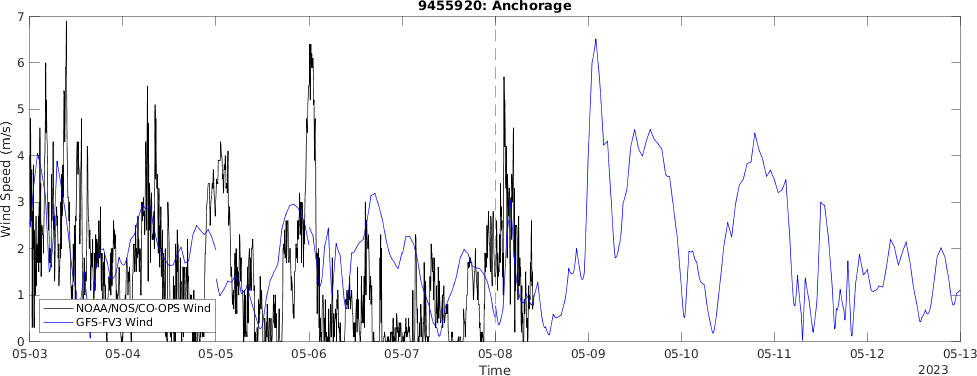 9455920: Anchorage
7
6
5
4
3
2
1
0
Wind Speed (m/s)
NOAA/NOS/CO-OPS Wind
GFS-FV3 Wind
05-03 05-04 05-05 05-06 05-07 05-08 05-09 05-10 05-11 05-12 05-13
Time
2023